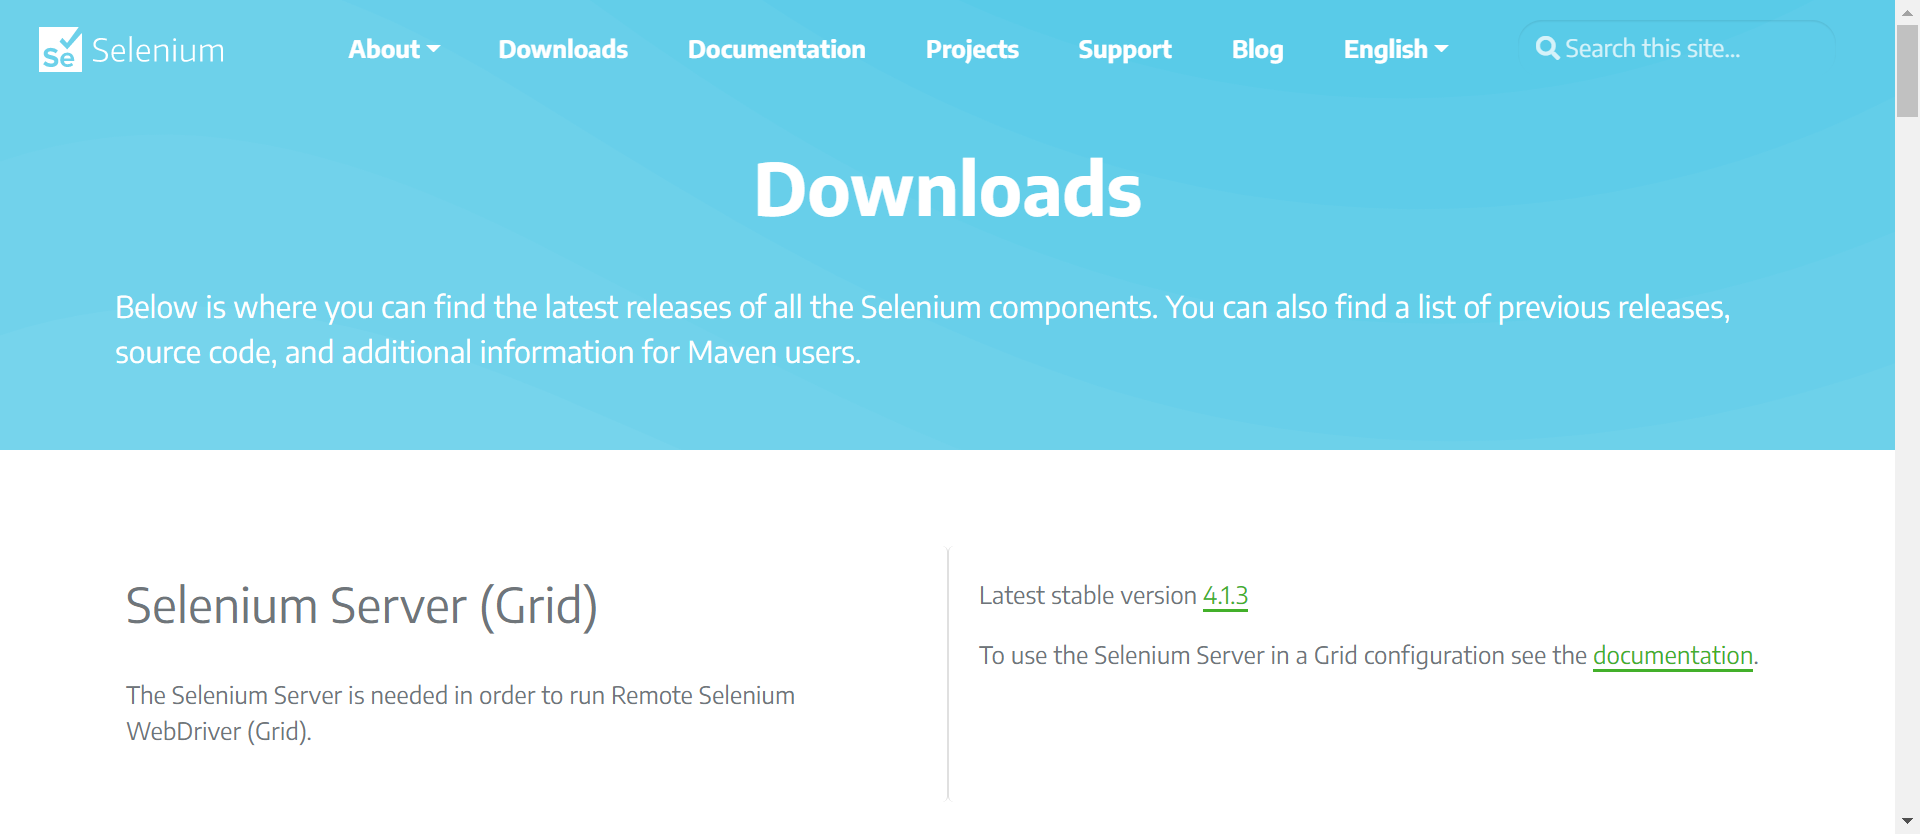 Se Selenium
About Downloads Documentation Projects Support Blog English Search this site...
Downloads
Below is where you can find the latest releases of all the Selenium components. You can also find a list of previous releases,
source code, and additional information for Maven users.
Selenium Server (Grid)
The Selenium Server is needed in order to run Remote Selenium
WebDriver (Grid).
Latest stable version 4.1.3
To use the Selenium Server in a Grid configuration see the documentation.